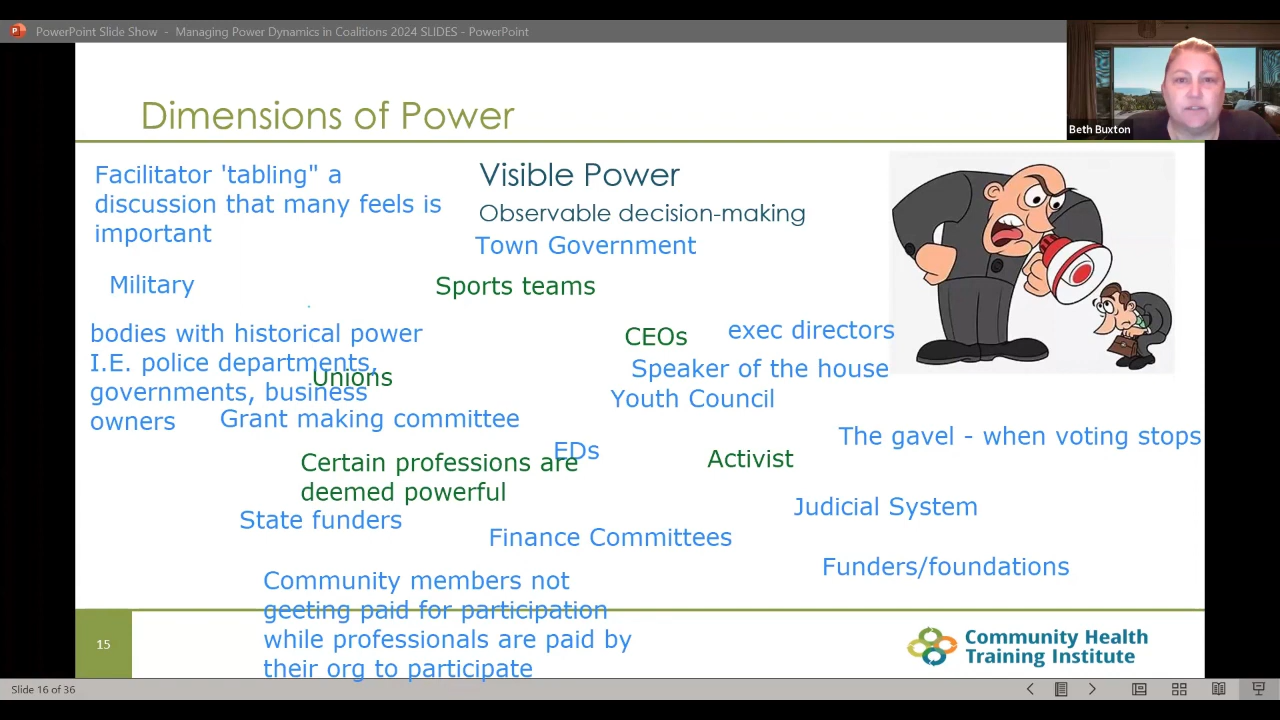 PowerPoint Slide Show - Managing Power Dynamics in Coalitions 2024 SLIDES - PowerPoint
Beth Buxton
Dimensions of Power
Facilitator 'tabling" a
discussion that many feels is
important
Visible Power
Observable decision-making
Town Government
Military
Sports teams
bodies with historical power
I.E. police departments,
governments, business
owners
Unions
CEOs
exec directors
Speaker of the house
Youth Council
Grant making committee
The gavel - when voting stops
EDs
Certain professions are
deemed powerful
Activist
State funders
Judicial System
Finance Committees
Funders/foundations
Community members not
geeting paid for participation
while professionals are paid by
their org to participate
15
Community Health
Training Institute
Slide 16 of 36